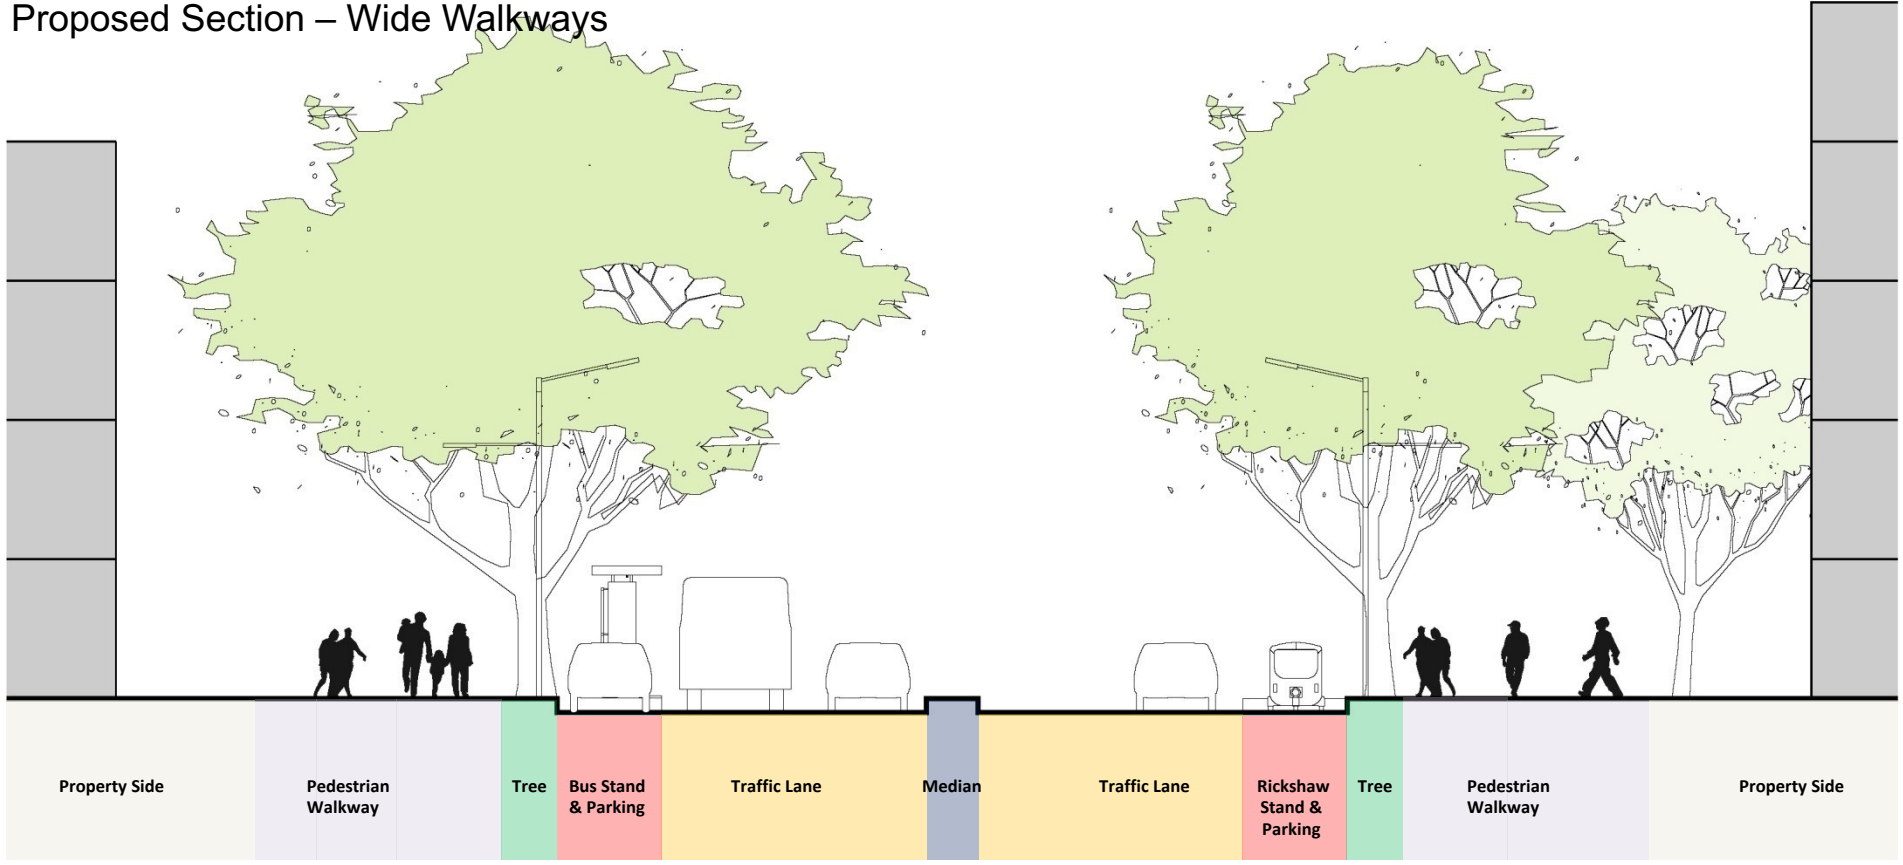 Proposed Section – Wide Walkways
Property Side
Pedestrian
Walkway
Tree
Bus Stand
& Parking
Traffic Lane
Median
Traffic Lane
Rickshaw
Stand &
Parking
Tree
Pedestrian
Walkway
Property Side